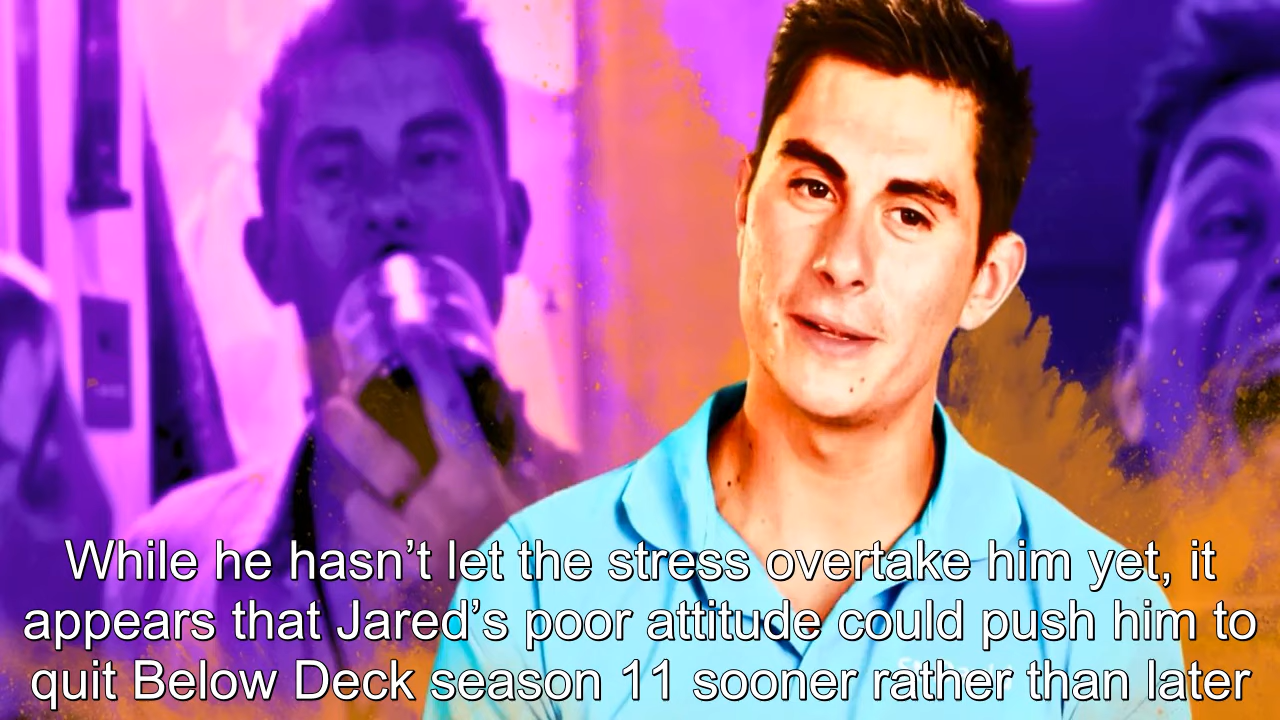 While he hasn’t let the stress overtake him yet, it
appears that Jared’s poor attitude could push him to
quit Below Deck season 11 sooner rather than later